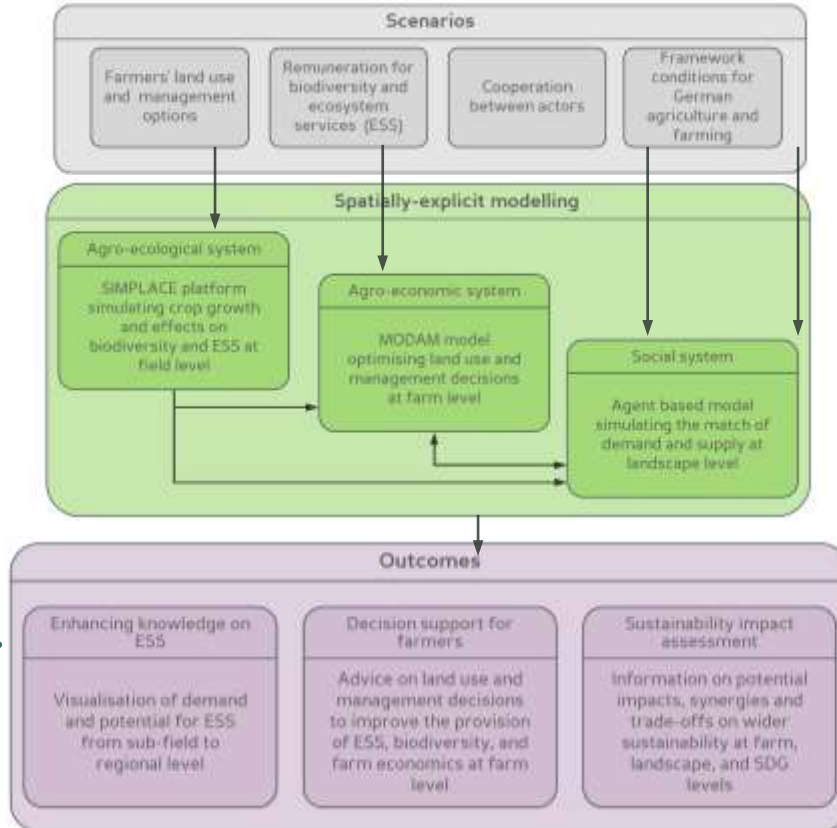 Scenarios
Farmers' land use
and management
options
Remuneration for
biodiversity and
ecosystem
services (ESS)
Cooperation
between actors
Framework
conditions for
German
agriculture and
farming
Spatially-explicit modelling
Agro-ecological system
SIMPLACE platform
simulating crop growth
and effects on
biodiversity and ESS at
field level
Agro-economic system
MODAM model
optimising land use and
management decisions
at farm level
Social system
Agent based model
simulating the match of
demand and supply at
landscape level
Outcomes
Enhancing knowledge on
ESS
Visualisation of demand
and potential for ESS
from sub-field to
regional level
Decision support for
farmers
Advice on land use and
management decisions
to improve the provision
of ESS, biodiversity, and
farm economics at farm
level
Sustainability impact
assessment
Information on potential
impacts, synergies and
trade-offs on wider
sustainability at farm,
landscape, and SDG
levels